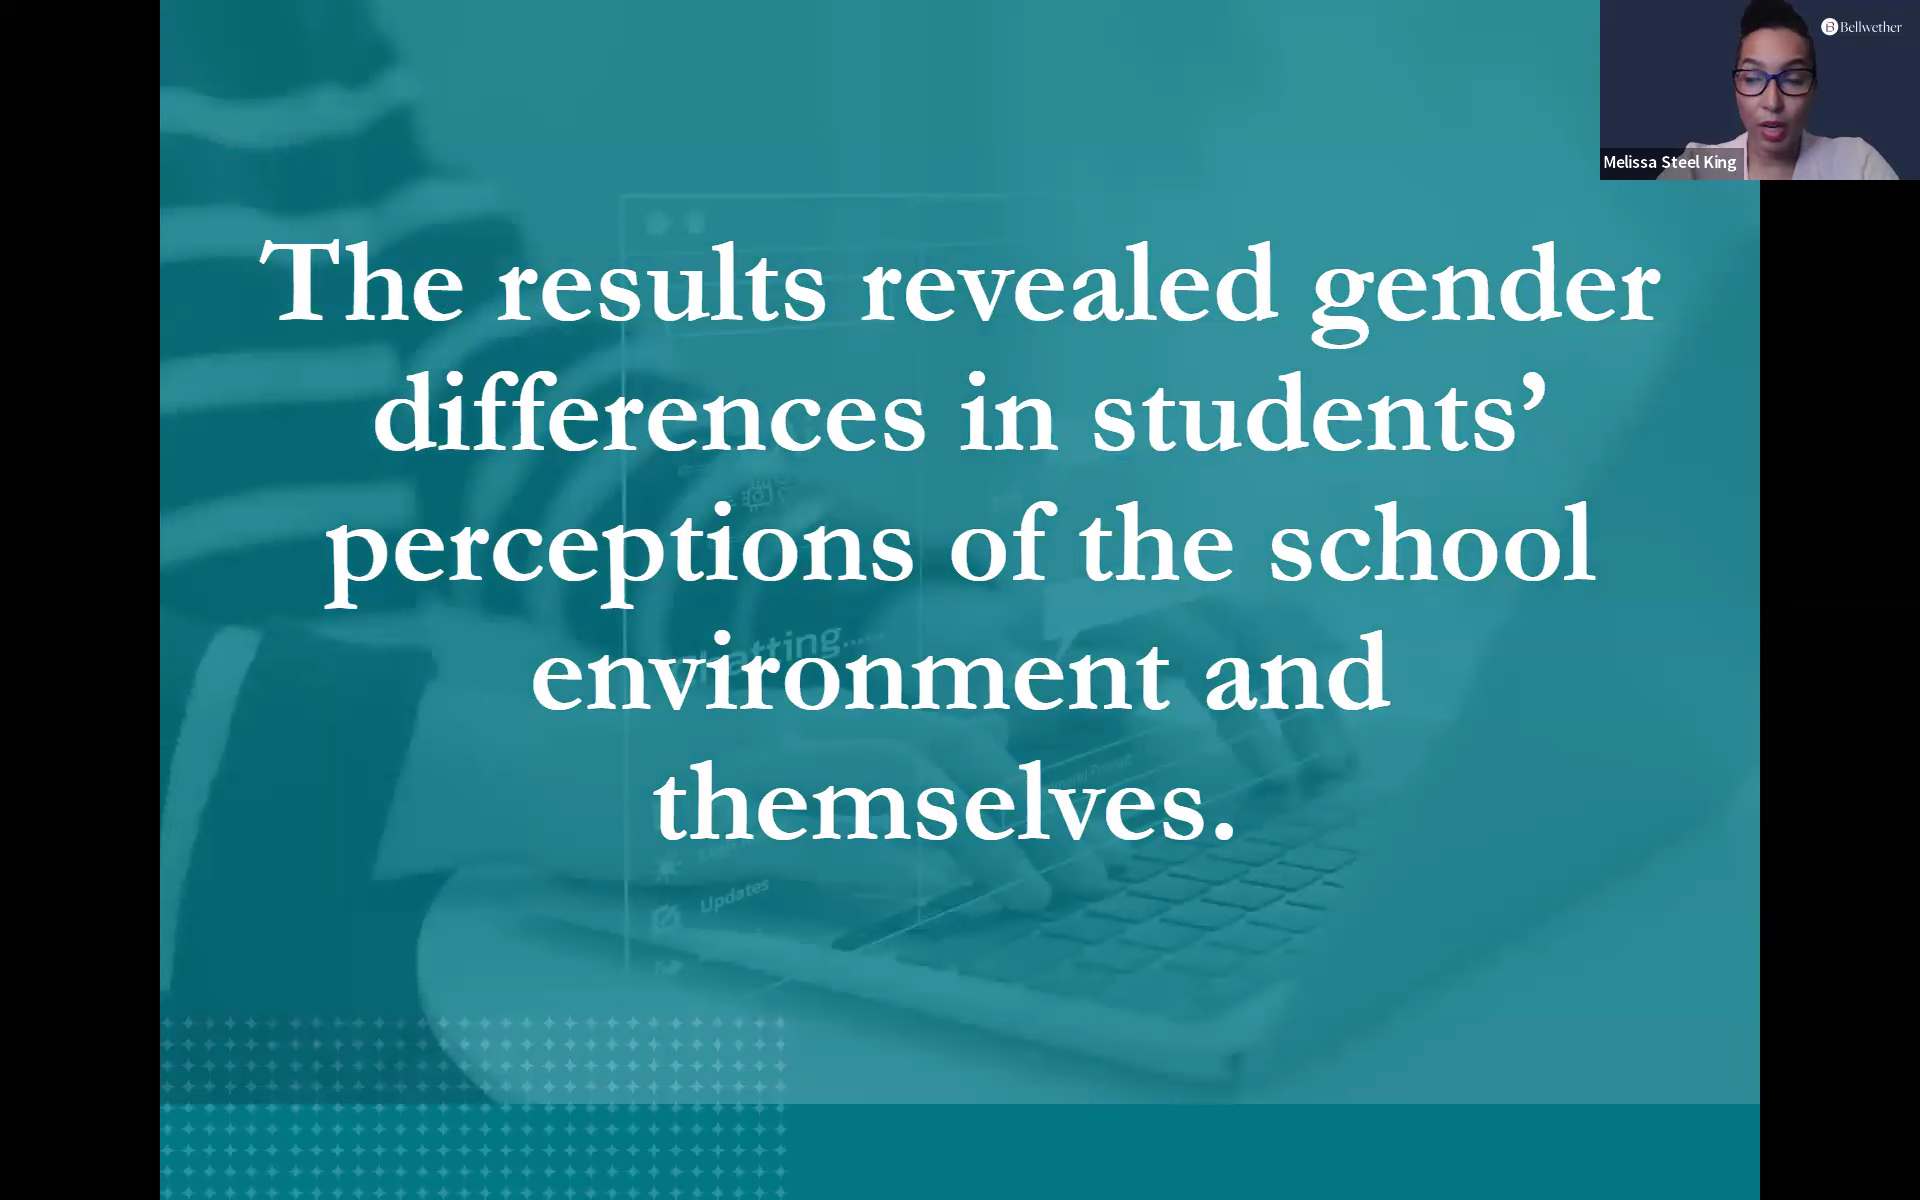 Bellwether
Melissa Steel King
The results revealed gender
differences in students’
perceptions of the school
environment and
themselves.
Updates